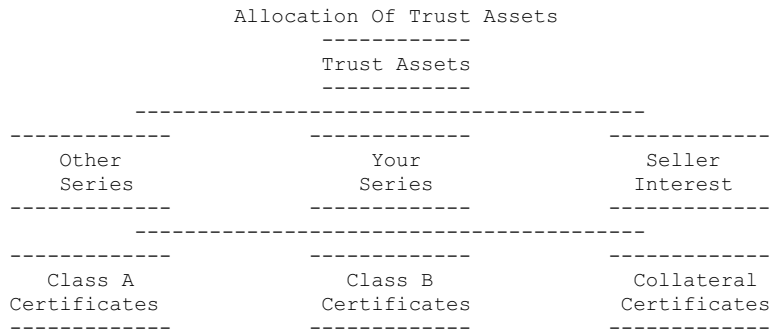 Allocation Of Trust Assets
------------
Trust Assets
------------
-----------------------------------------
------------- ------------- -------------
Other Your Seller
Series Series Interest
------------- ------------- -------------
-----------------------------------------
------------- ------------- -------------
Class A Class B Collateral
Certificates Certificates Certificates
------------- ------------- -------------